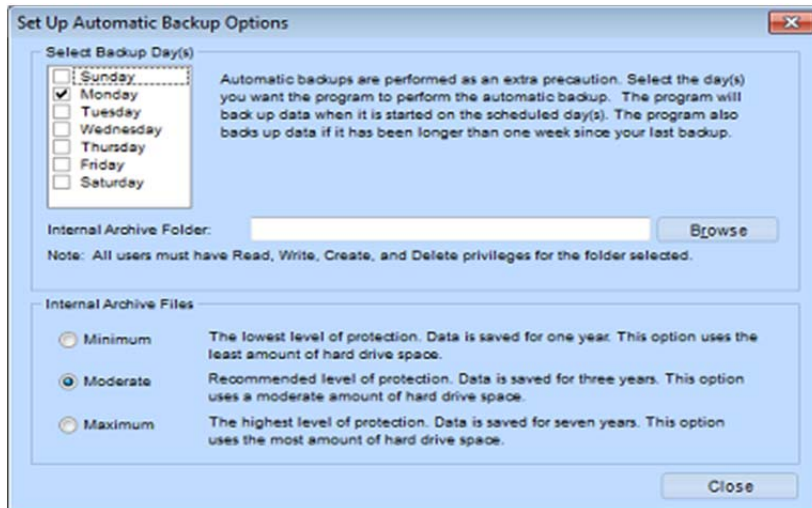 Set Up Automatic Backup Options
Select Backup Day(s)
Sunday
Monday
Tuesday
Wednesday
Thursday
Friday
Saturday
Automatic backups are performed as an extra precaution. Select the day(s)
you want the program to perform the automatic backup. The program will
back up data when it is started on the scheduled day(s). The program also
backs up data if it has been longer than one week since your last backup.
Internal Archive Folder:
Browse
Note: All users must have Read, Write, Create, and Delete privileges for the folder selected.
Internal Archive Files
Minimum
The lowest level of protection. Data is saved for one year. This option uses the
least amount of hard drive space.
Moderate
Recommended level of protection. Data is saved for three years. This option
uses a moderate amount of hard drive space.
Maximum
The highest level of protection. Data is saved for seven years. This option
uses the most amount of hard drive space.
Close